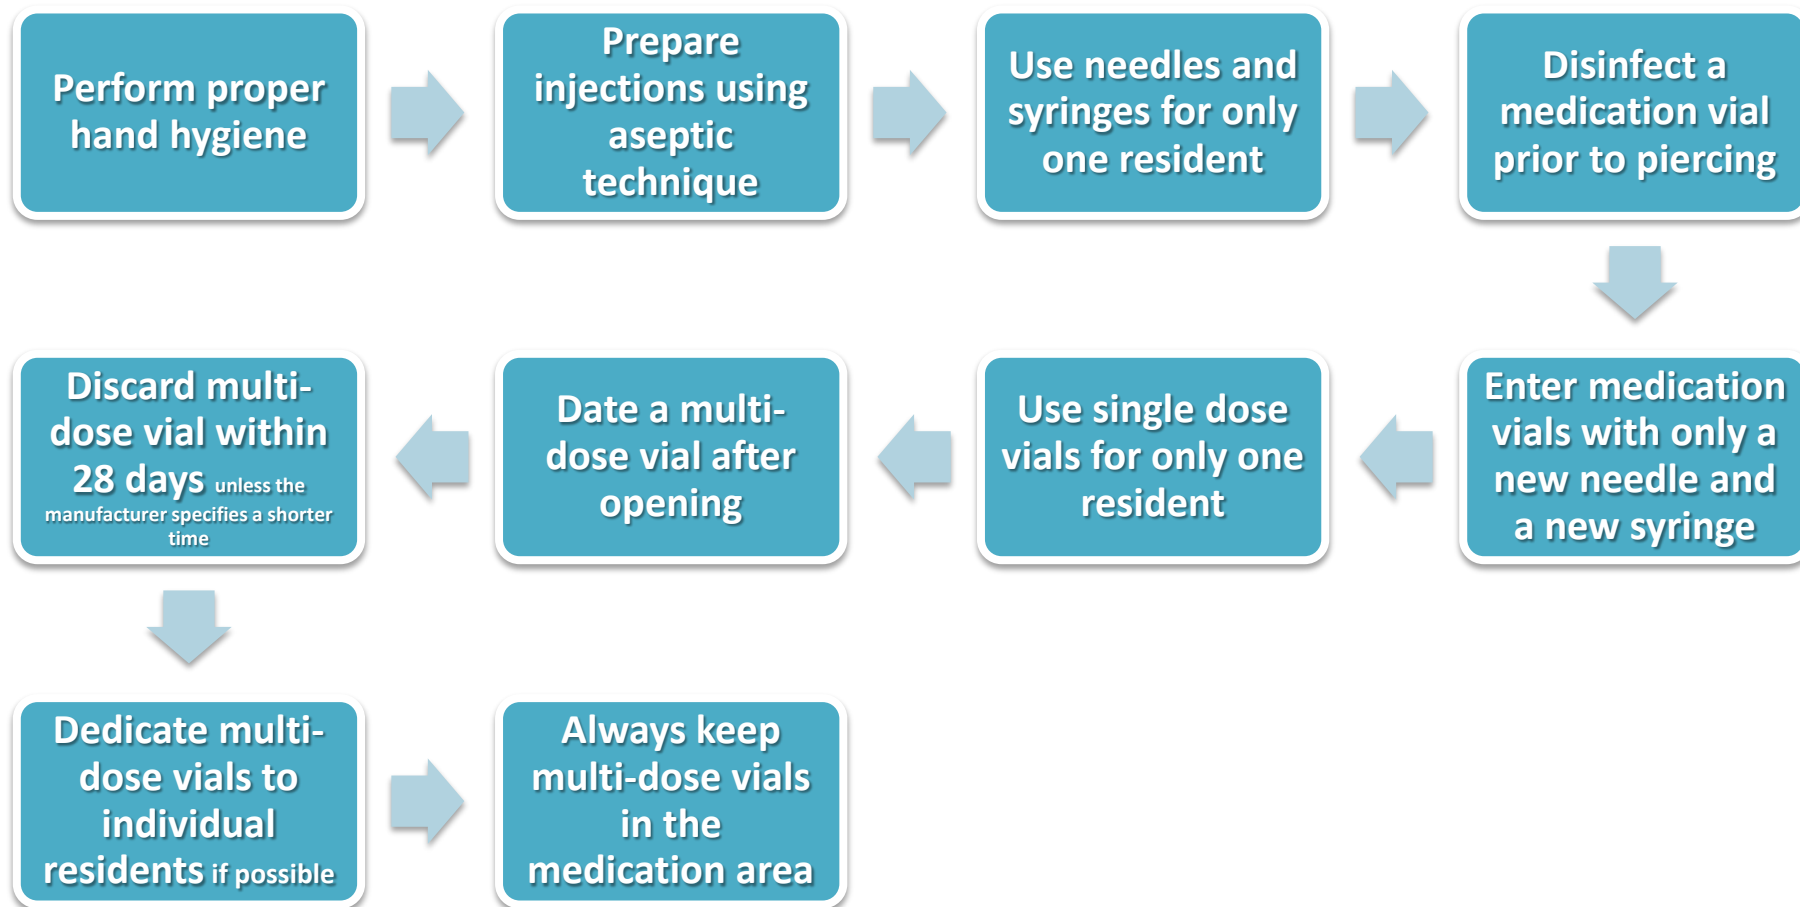 Perform proper
hand hygiene
Prepare
injections using
aseptic
technique
Use needles and
syringes for only
one resident
Disinfect a
medication vial
prior to piercing
Enter medication
vials with only a
new needle and
a new syringe
Use single dose
vials for only one
resident
Date a multi-
dose vial after
opening
Discard multi-
dose vial within
28 days unless the
manufacturer specifies a shorter
time
Dedicate multi-
dose vials to
individual
residents if possible
Always keep
multi-dose vials
in the
medication area